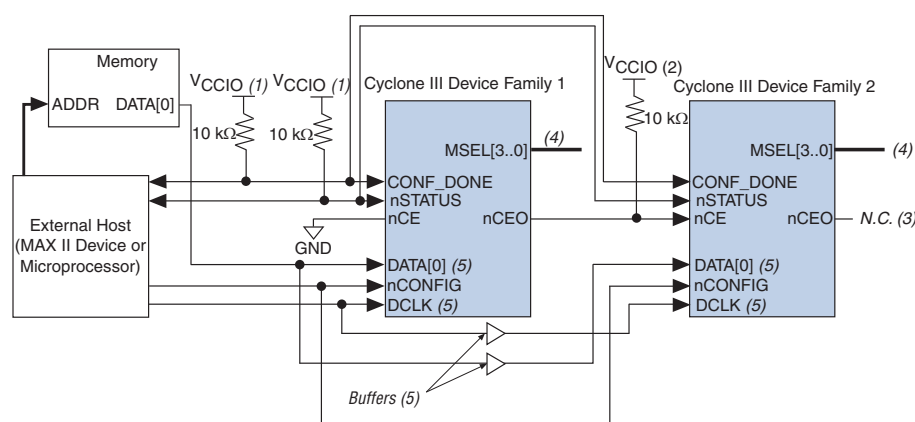 Memory
ADDR DATA[0]
VCCIO (1) VCCIO (1)
10 kΩ 10 kΩ
Cyclone III Device Family 1
MSEL[3..0] (4)
CONF_DONE
nSTATUS
nCE nCEO
GND
DATA[0] (5)
nCONFIG
DCLK (5)
External Host
(MAX II Device or
Microprocessor)
VCCIO (2)
10 kΩ
Cyclone III Device Family 2
MSEL[3..0] (4)
CONF_DONE
nSTATUS
nCE nCEO N.C. (3)
DATA[0] (5)
nCONFIG
DCLK (5)
Buffers (5)